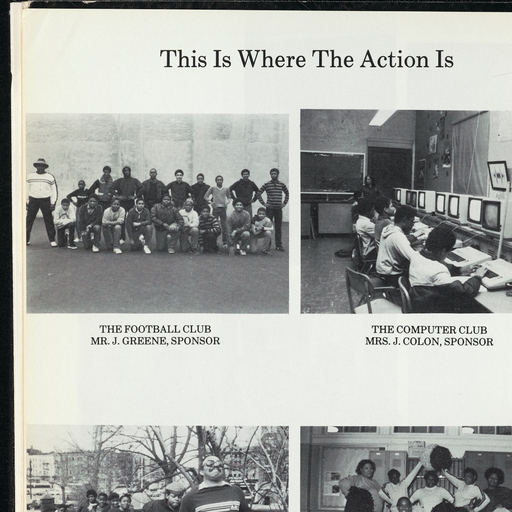 This Is Where The Action Is
THE FOOTBALL CLUB
MR. J. GREENE, SPONSOR
THE COMPUTER CLUB
MRS. J. COLON, SPONSOR